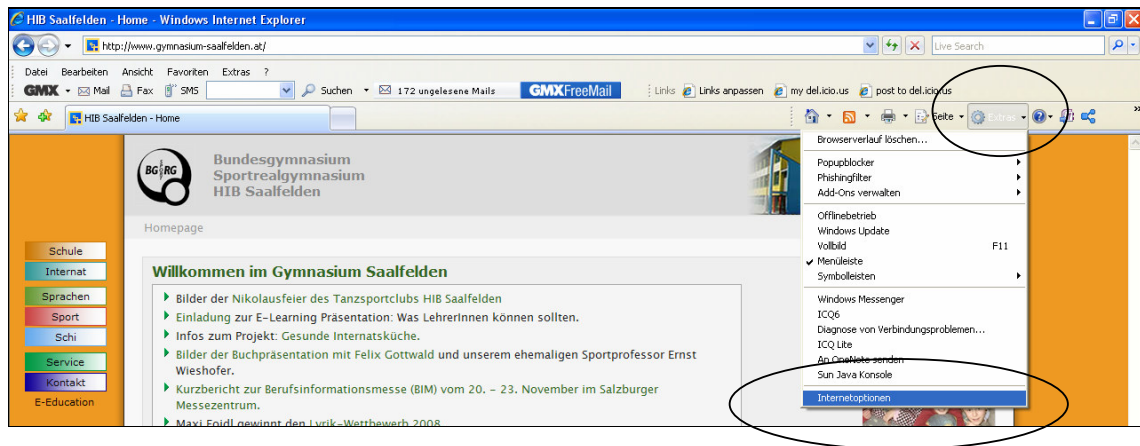 HIB Saalfelden - Home - Windows Internet Explorer
http://www.gymnasium-saalfelden.at/
Live Search
Datei Bearbeiten Ansicht Favoriten Extras ?
GMX Mail Fax SMS Suchen 172 ungelesene Mails GMXFreeMail Links Links anpassen my del.icio.us post to del.icio.us
HIB Saalfelden - Home
Seite Extras
»
Browserverlauf löschen...
Popupblocker
Phishingfilter
Add-Ons verwalten
Offlinebetrieb
Windows Update
Vollbild F11
Menüleiste
Symbolleisten
Windows Messenger
ICQ6
Diagnose von Verbindungsproblemen...
ICQ Lite
An OneNote senden
Sun Java Konsole
Internetoptionen
BG RG
Bundesgymnasium
Sportrealgymnasium
HIB Saalfelden
Homepage
Schule
Internat
Sprachen
Sport
Schi
Service
Kontakt
E-Education
Willkommen im Gymnasium Saalfelden
Bilder der Nikolausfeier des Tanzsportclubs HIB Saalfelden
Einladung zur E-Learning Präsentation: Was LehrerInnen können sollten.
Infos zum Projekt: Gesunde Internatsküche.
Bilder der Buchpräsentation mit Felix Gottwald und unserem ehemaligen Sportprofessor Ernst
Wieshofer.
Kurzbericht zur Berufsinformationsmesse (BIM) vom 20. – 23. November im Salzburger
Messezentrum.
Maxi Foidl gewinnt den Lyrik-Wettbewerb 2008